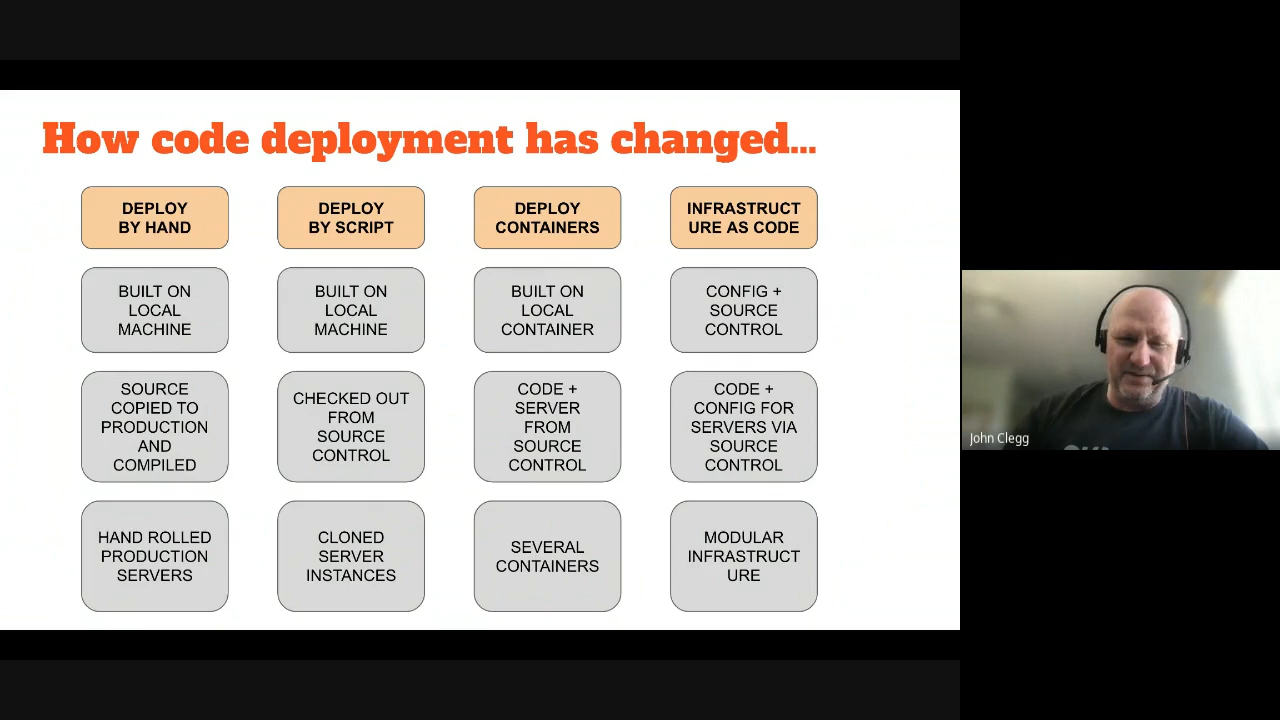 How code deployment has changed...
DEPLOY
BY HAND
DEPLOY
BY SCRIPT
DEPLOY
CONTAINERS
INFRASTRUCT
URE AS CODE
BUILT ON
LOCAL
MACHINE
BUILT ON
LOCAL
MACHINE
BUILT ON
LOCAL
CONTAINER
CONFIG +
SOURCE
CONTROL
SOURCE
COPIED TO
PRODUCTION
AND
COMPILED
CHECKED OUT
FROM
SOURCE
CONTROL
CODE +
SERVER
FROM
SOURCE
CONTROL
CODE +
CONFIG FOR
SERVERS VIA
SOURCE
CONTROL
HAND ROLLED
PRODUCTION
SERVERS
CLONED
SERVER
INSTANCES
SEVERAL
CONTAINERS
MODULAR
INFRASTRUCT
URE
John Clegg